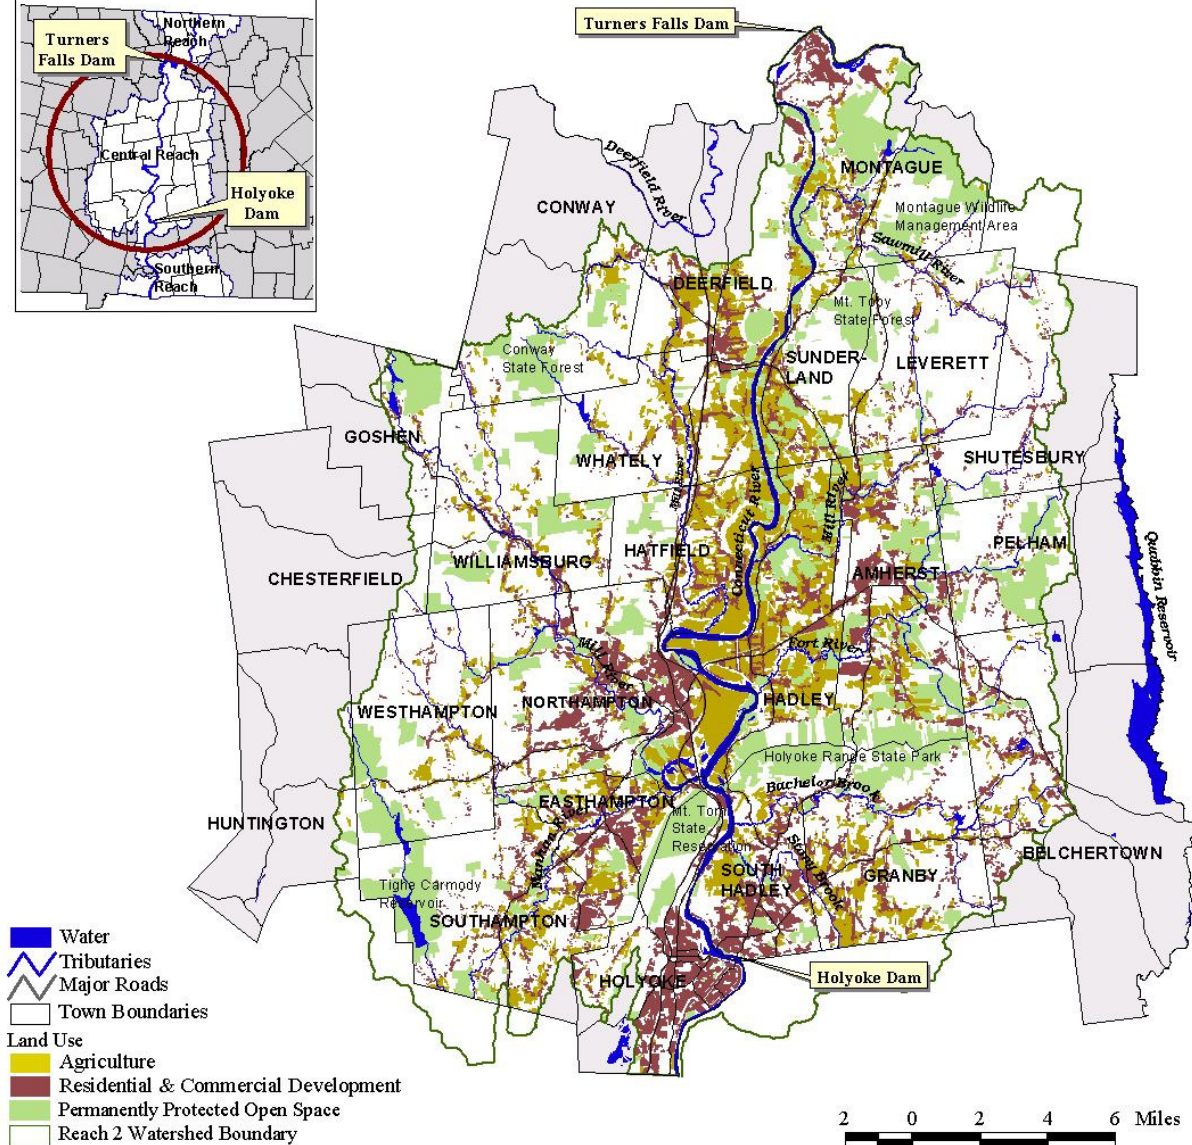 Northern
Reach
Turners
Falls Dam
Central Reach
Holyoke
Dam
Southern
Reach
Turners Falls Dam
Deerfield River
CONWAY
MONTAGUE
Montague Wildlife
Management Area
Sawmill River
DEERFIELD
Mt. Toby
State Forest
Conway
State Forest
SUNDER-
LAND
LEVERETT
GOSHEN
WHATELY
SHUTESBURY
Mill River
Connecticut River
Mill River
HATFIELD
PELHAM
Quabbin Reservoir
WILLIAMSBURG
CHESTERFIELD
AMHERST
Mill River
Fort River
WESTHAMPTON
NORTHAMPTON
HADLEY
Holyoke Range State Park
Bachelor Brook
EASTHAMPTON
Mt. Tom
State
Reservation
HUNTINGTON
Manhan River
Stony Brook
BELCHERTOWN
SOUTH
HADLEY
GRANBY
Tighe Carmody
Reservoir
SOUTHAMPTON
HOLYOKE
Holyoke Dam
Water
Tributaries
Major Roads
Town Boundaries
Land Use
Agriculture
Residential & Commercial Development
Permanently Protected Open Space
Reach 2 Watershed Boundary
2 0 2 4 6 Miles